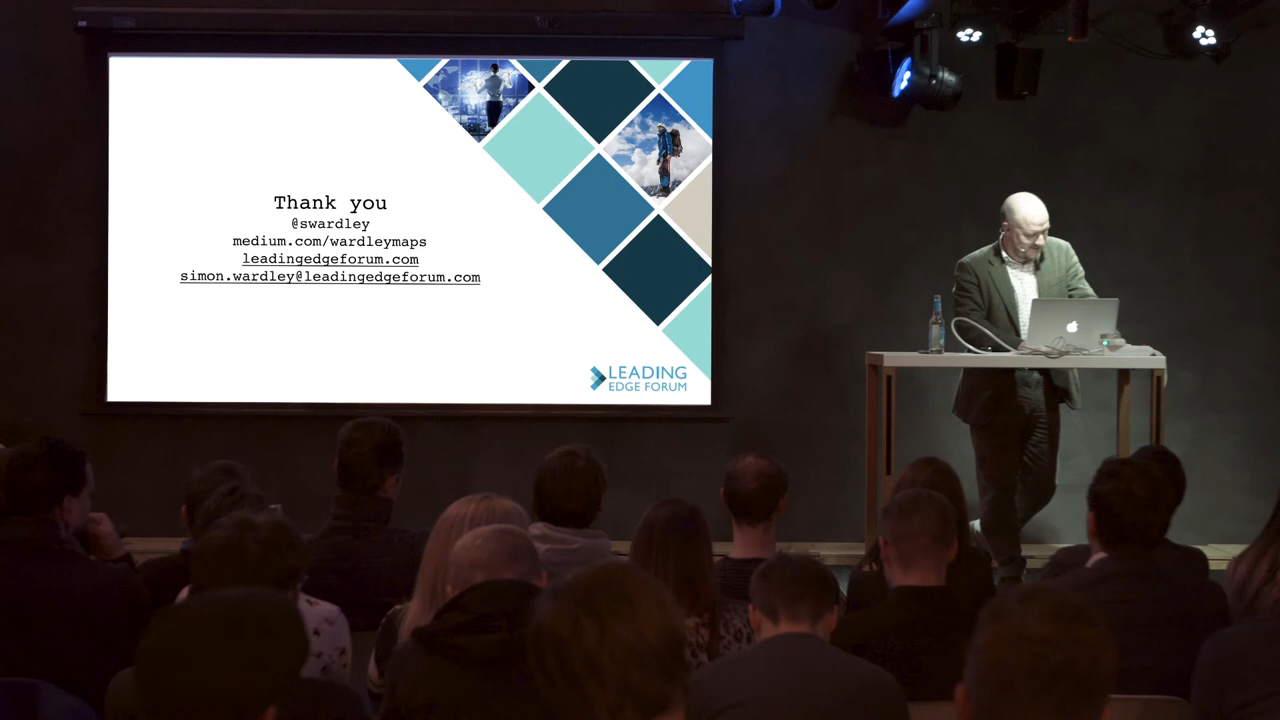 Thank you
@swardley
medium.com/wardleymaps
leadingedgeforum.com
simon.wardley@leadingedgeforum.com
LEADING
EDGE FORUM